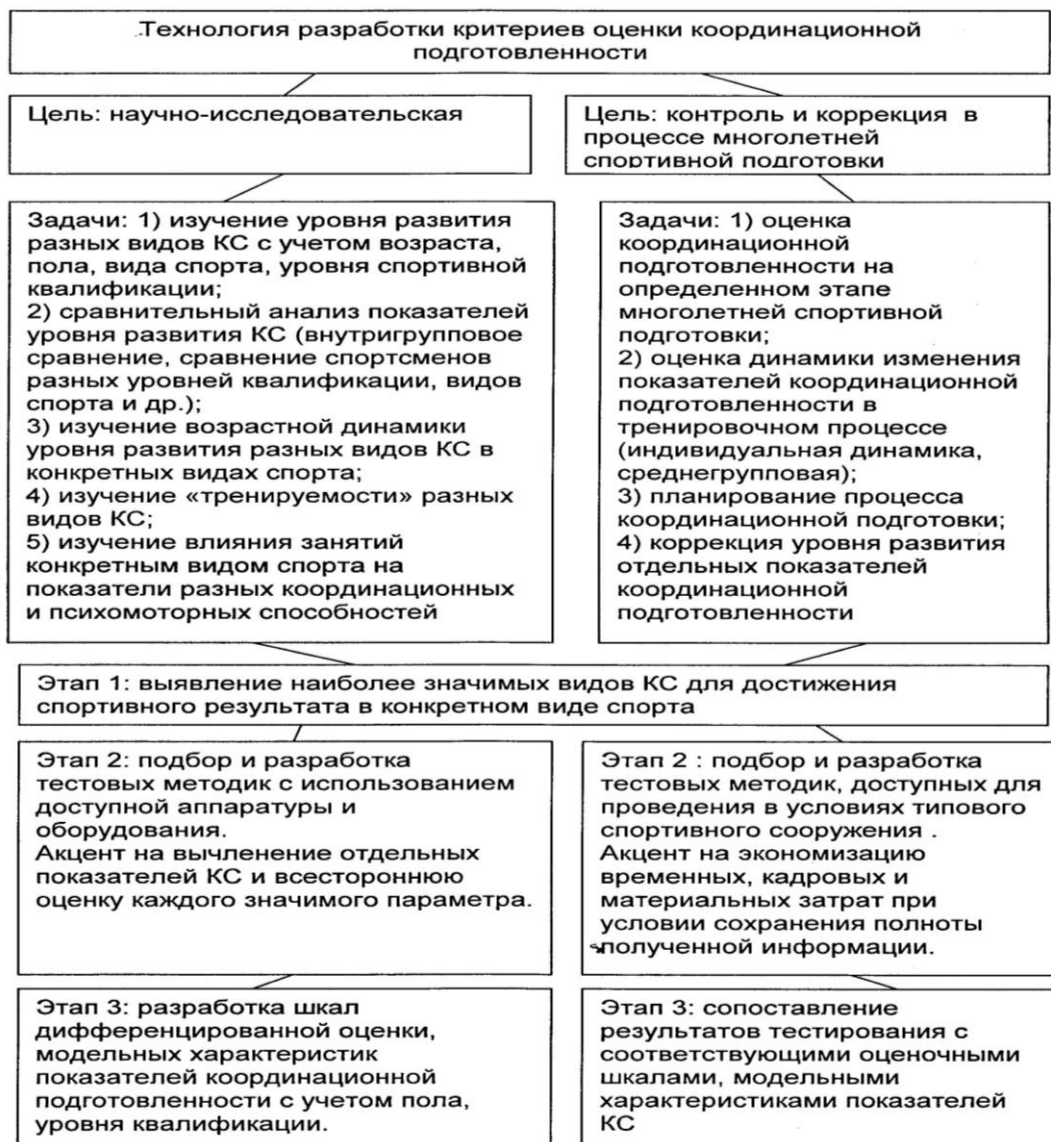 Технология разработки критериев оценки координационной
подготовленности
Цель: научно-исследовательская
Цель: контроль и коррекция в
процессе многолетней
спортивной подготовки
Задачи: 1) изучение уровня развития
разных видов КС с учетом возраста,
пола, вида спорта, уровня спортивной
квалификации;
2) сравнительный анализ показателей
уровня развития КС (внутригрупповое
сравнение, сравнение спортсменов
разных уровней квалификации, видов
спорта и др.);
3) изучение возрастной динамики
уровня развития разных видов КС в
конкретных видах спорта;
4) изучение «тренируемости» разных
видов КС;
5) изучение влияния занятий
конкретным видом спорта на
показатели разных координационных
и психомоторных способностей
Задачи: 1) оценка
координационной
подготовленности на
определенном этапе
многолетней спортивной
подготовки;
2) оценка динамики изменения
показателей координационной
подготовленности в
тренировочном процессе
(индивидуальная динамика,
среднегрупповая);
3) планирование процесса
координационной подготовки;
4) коррекция уровня развития
отдельных показателей
координационной
подготовленности
Этап 1: выявление наиболее значимых видов КС для достижения
спортивного результата в конкретном виде спорта
Этап 2: подбор и разработка
тестовых методик с использованием
доступной аппаратуры и
оборудования.
Акцент на вычленение отдельных
показателей КС и всестороннюю
оценку каждого значимого параметра.
Этап 2 : подбор и разработка
тестовых методик, доступных для
проведения в условиях типового
спортивного сооружения .
Акцент на экономизацию
временных, кадровых и
материальных затрат при
условии сохранения полноты
полученной информации.
Этап 3: разработка шкал
дифференцированной оценки,
модельных характеристик
показателей координационной
подготовленности с учетом пола,
уровня квалификации.
Этап 3: сопоставление
результатов тестирования с
соответствующими оценочными
шкалами, модельными
характеристиками показателей
КС